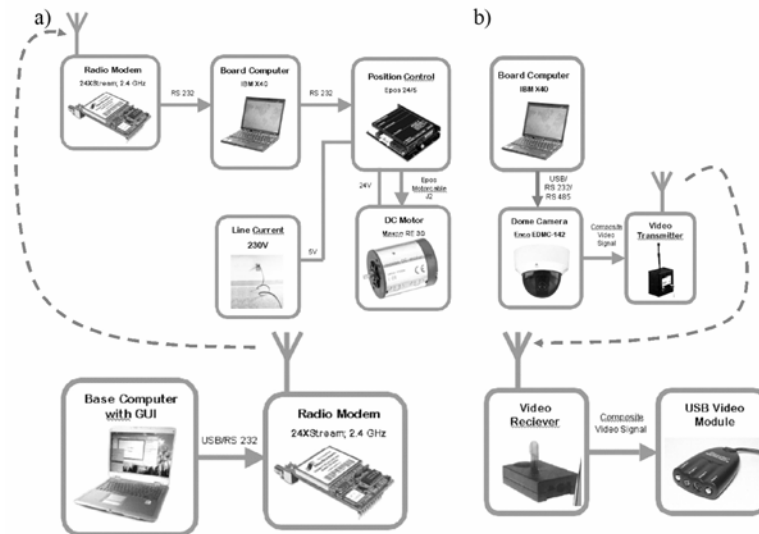 a)
Radio Modem
24XStream; 2.4 GHz
RS 232
Board Computer
IBM X40
RS 232
Position Control
Epos 24/5
Line Current
230V
5V
24V
Epos
Motorcable
J2
DC Motor
Maxon RE 30
Base Computer
with GUI
USB/RS 232
Radio Modem
24XStream; 2.4 GHz
b)
Board Computer
IBM X40
USB/
RS 232/
RS 485
Dome Camera
Eneo EDMC-142
Composite
Video
Signal
Video
Transmitter
Video
Reciever
Composite
Video Signal
USB Video
Module